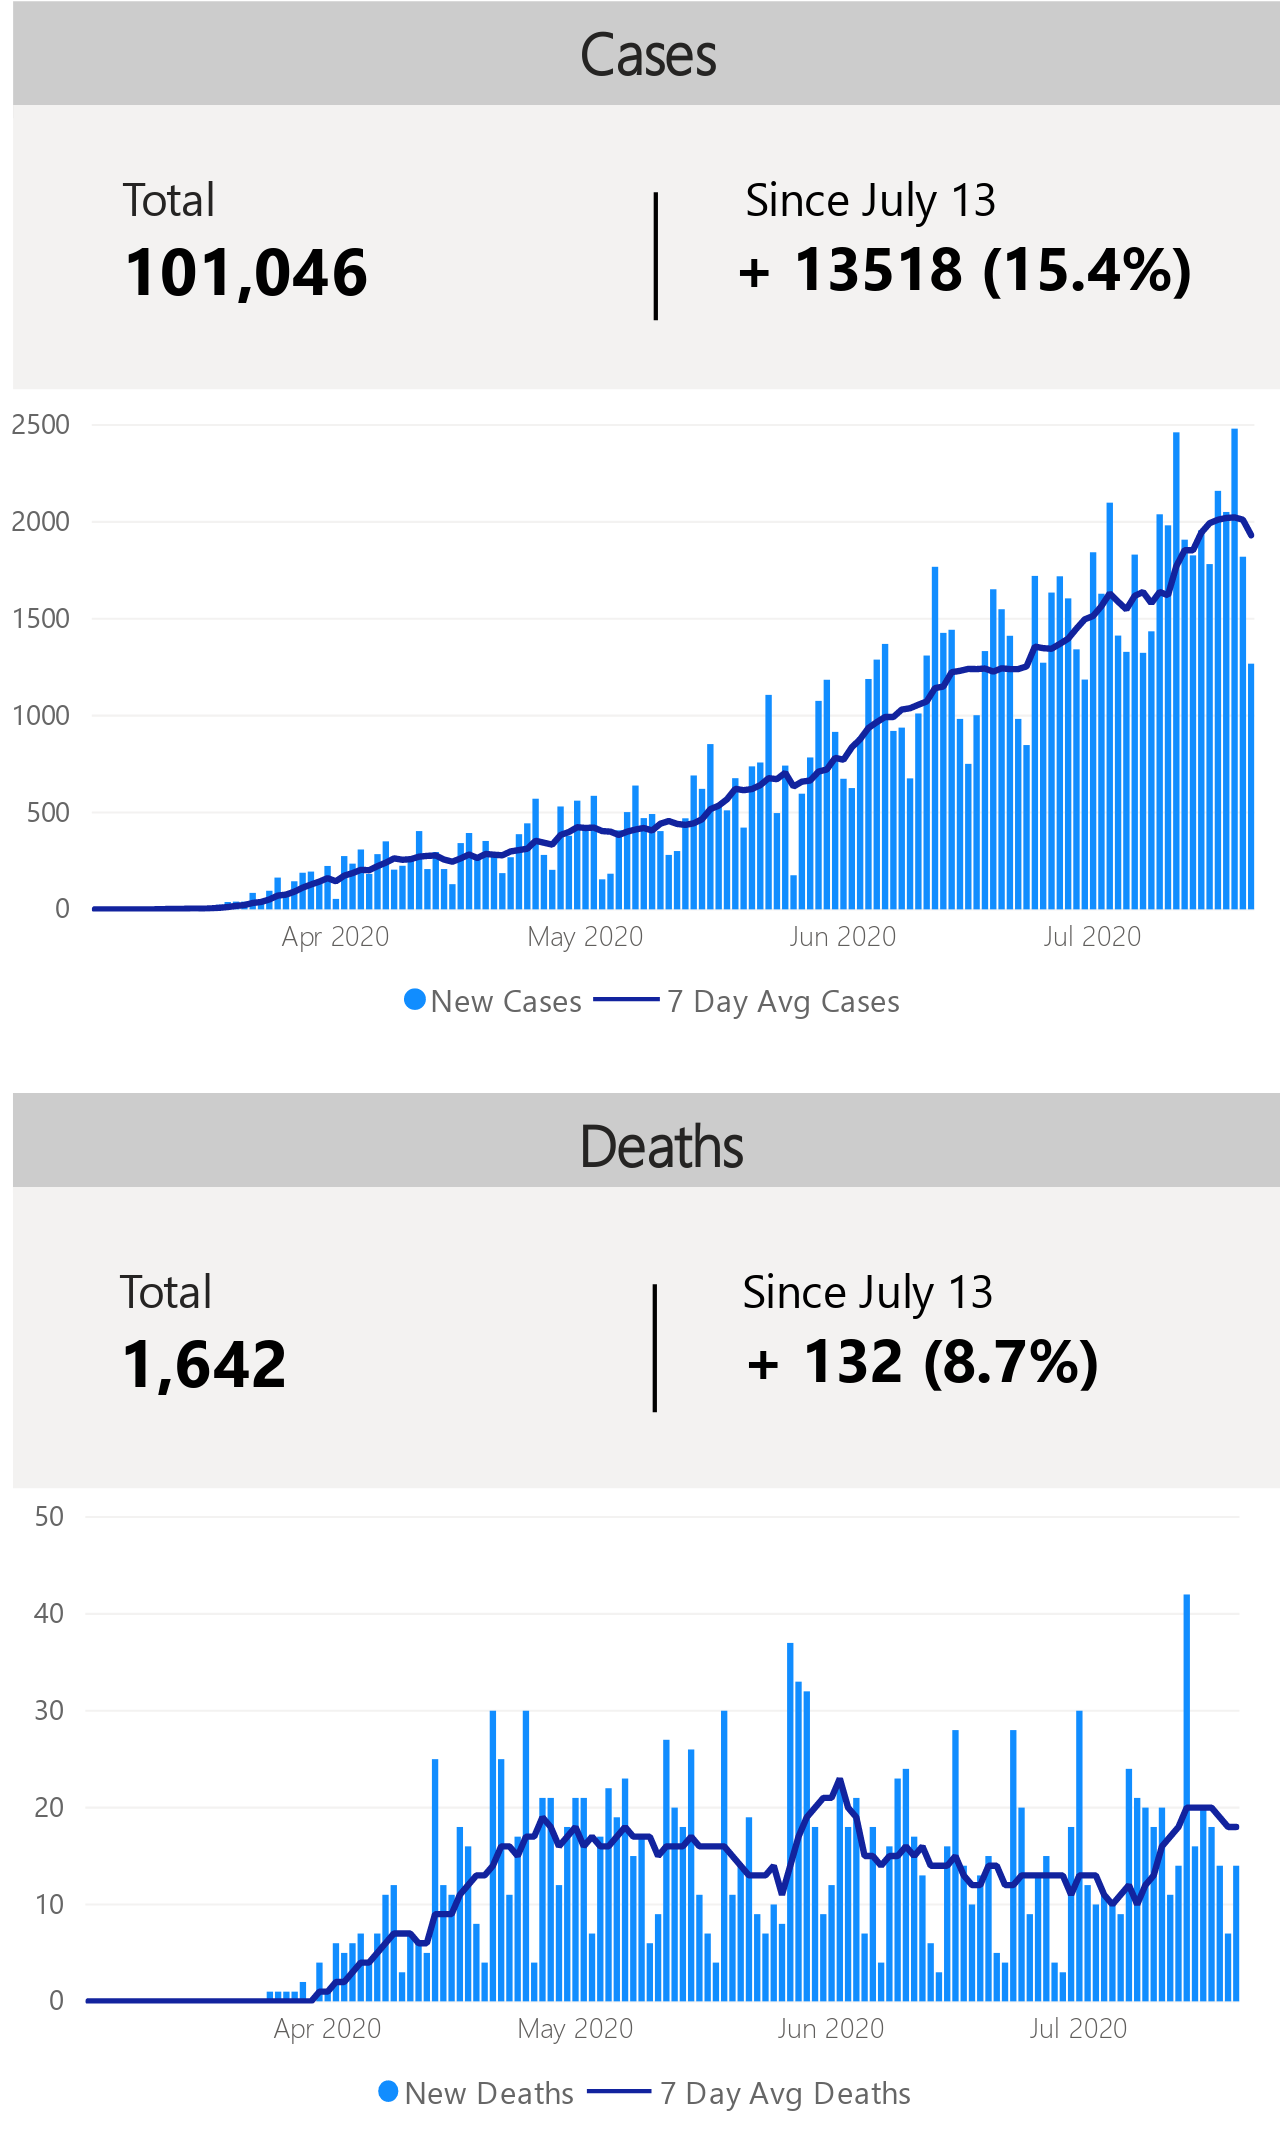 Cases
Total
Since July 13
101,046
+ 13518 (15.4%)
2500
2000
1500
1000
500
0
Apr 2020
May 2020
Jun 2020
Jul 2020
New Cases
7 Day Avg Cases
Deaths
Total
Since July 13
1,642
+ 132 (8.7%)
50
40
30
20
10
0
Apr 2020
May 2020
Jun 2020
Jul 2020
New Deaths
7 Day Avg Deaths